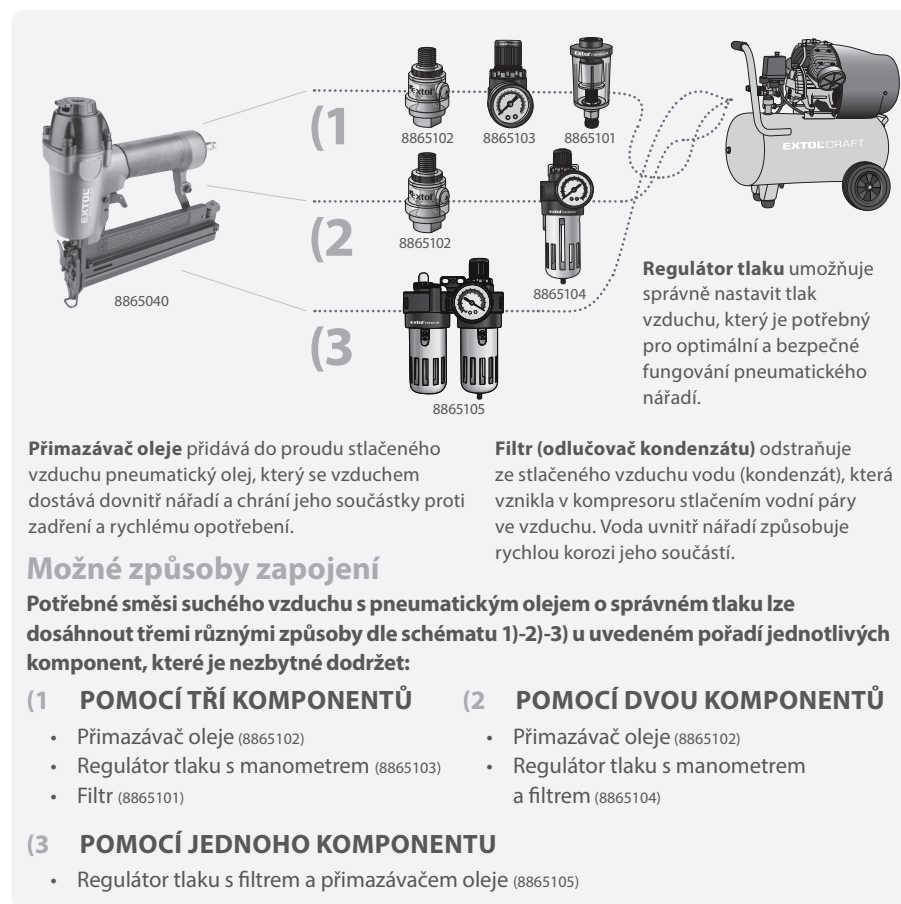 (1
8865102
8865103
8865101
EXTOL CRAFT
(2
8865102
8865104
8865040
(3
8865105
Regulátor tlaku umožňuje
správně nastavit tlak
vzduchu, který je potřebný
pro optimální a bezpečné
fungování pneumatického
nářadí.
Přimazávač oleje přidává do proudu stlačeného
vzduchu pneumatický olej, který se vzduchem
dostává dovnitř nářadí a chrání jeho součástky proti
zadření a rychlému opotřebení.
Filtr (odlučovač kondenzátu) odstraňuje
ze stlačeného vzduchu vodu (kondenzát), která
vznikla v kompresoru stlačením vodní páry
ve vzduchu. Voda uvnitř nářadí způsobuje
rychlou korozi jeho součástí.
Možné způsoby zapojení
Potřebné směsi suchého vzduchu s pneumatickým olejem o správném tlaku lze
dosáhnout třemi různými způsoby dle schématu 1)-2)-3) u uvedeném pořadí jednotlivých
komponent, které je nezbytné dodržet:
(1 POMOCÍ TŘÍ KOMPONENTŮ
• Přimazávač oleje (8865102)
• Regulátor tlaku s manometrem (8865103)
• Filtr (8865101)
(2 POMOCÍ DVOU KOMPONENTŮ
• Přimazávač oleje (8865102)
• Regulátor tlaku s manometrem
a filtrem (8865104)
(3 POMOCÍ JEDNOHO KOMPONENTU
• Regulátor tlaku s filtrem a přimazávačem oleje (8865105)